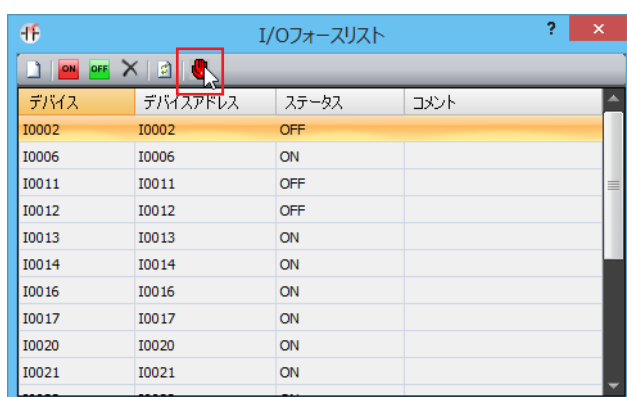 I/Oフォースリスト ?
ON OFF
デバイス デバイスアドレス ステータス コメント
I0002 I0002 OFF
I0006 I0006 ON
I0011 I0011 OFF
I0012 I0012 OFF
I0013 I0013 ON
I0014 I0014 ON
I0016 I0016 ON
I0017 I0017 ON
I0020 I0020 ON
I0021 I0021 ON